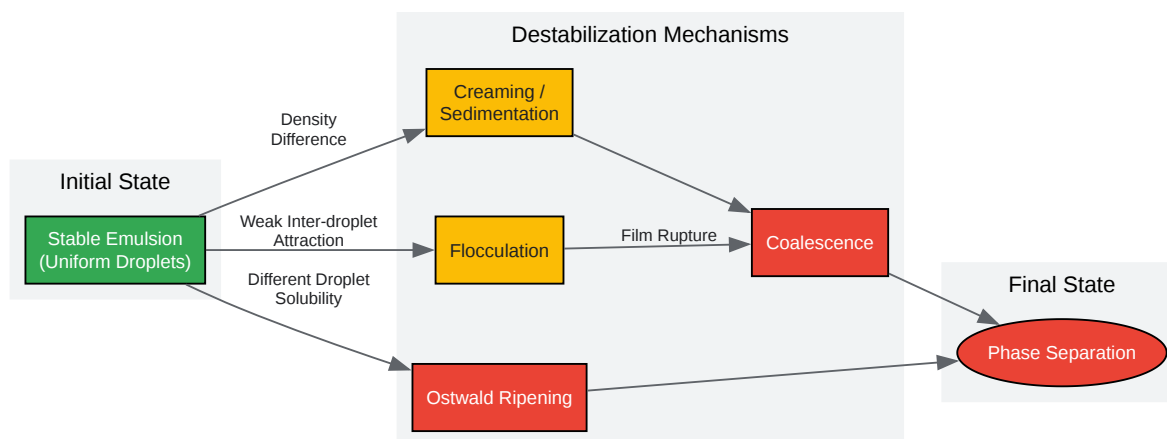 Destabilization Mechanisms
Creaming /
Sedimentation
Density
Difference
Initial State
Stable Emulsion
(Uniform Droplets)
Weak Inter-droplet
Attraction
Flocculation
Film Rupture
Coalescence
Different Droplet
Solubility
Final State
Phase Separation
Ostwald Ripening